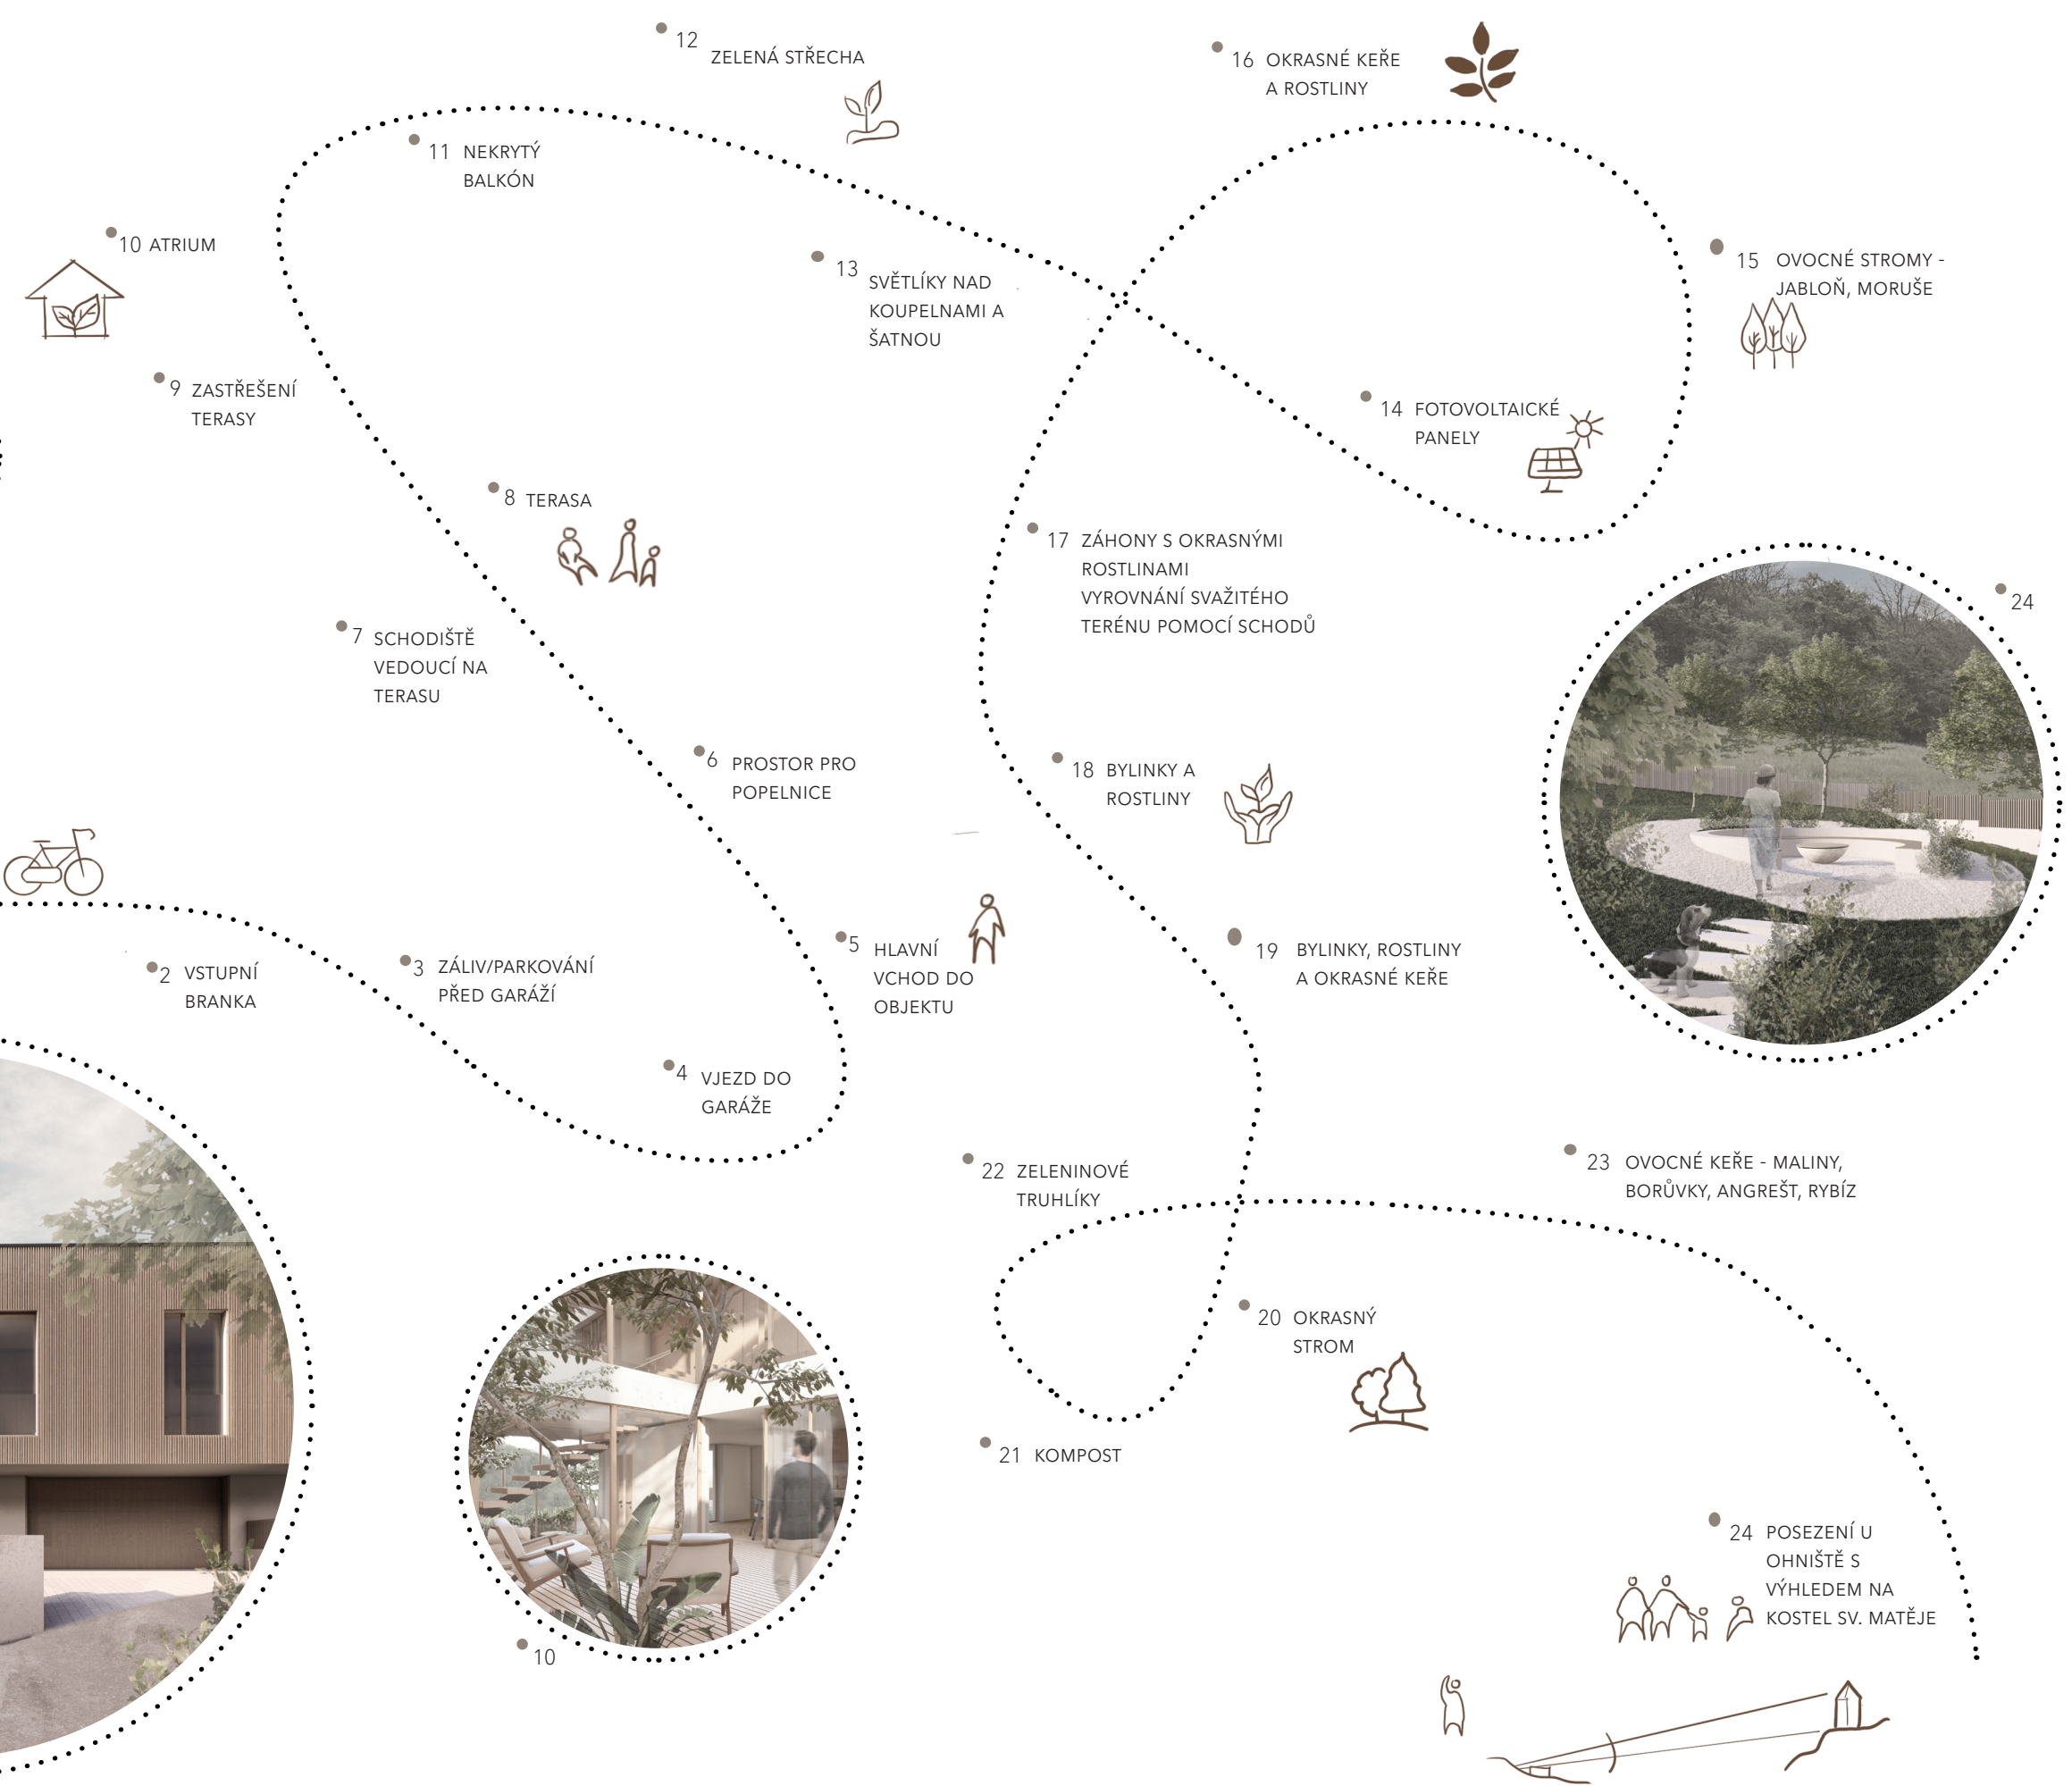 12
ZELENÁ STŘECHA
16 OKRASNÉ KEŘE
A ROSTLINY
11 NEKRYTÝ
BALKÓN
10 ATRIUM
13
SVĚTLÍKY NAD
KOUPELNAMI A
ŠATNOU
15 OVOCNÉ STROMY -
JABLOŇ, MORUŠE
9 ZASTŘEŠENÍ
TERASY
14 FOTOVOLTAICKÉ
PANELY
8 TERASA
17 ZÁHONY S OKRASNÝMI
ROSTLINAMI
VYROVNÁNÍ SVAŽITÉHO
TERÉNU POMOCÍ SCHODŮ
24
7 SCHODIŠTĚ
VEDOUCÍ NA
TERASU
6 PROSTOR PRO
POPELNICE
18 BYLINKY A
ROSTLINY
5 HLAVNÍ
VCHOD DO
OBJEKTU
19 BYLINKY, ROSTLINY
A OKRASNÉ KEŘE
2 VSTUPNÍ
BRANKA
3 ZÁLIV/PARKOVÁNÍ
PŘED GARÁŽÍ
4 VJEZD DO
GARÁŽE
22 ZELENINOVÉ
TRUHLÍKY
23 OVOCNÉ KEŘE - MALINY,
BORŮVKY, ANGREŠT, RYBÍZ
20 OKRASNÝ
STROM
21 KOMPOST
24 POSEZENÍ U
OHNIŠTĚ S
VÝHLEDEM NA
KOSTEL SV. MATĚJE
10